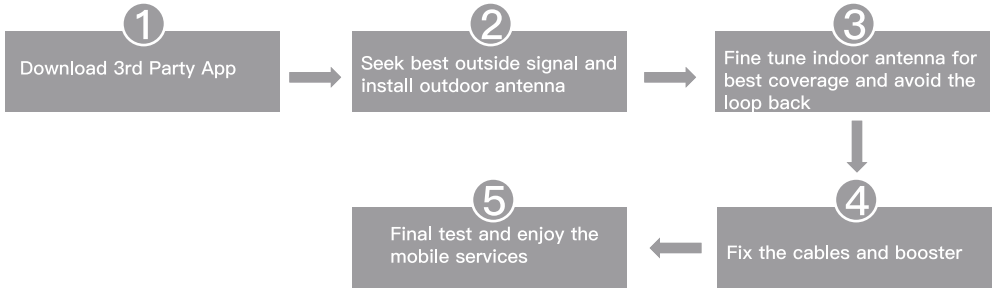 1
Download 3rd Party App
2
Seek best outside signal and
install outdoor antenna
3
Fine tune indoor antenna for
best coverage and avoid the
loop back
4
Fix the cables and booster
5
Final test and enjoy the
mobile services